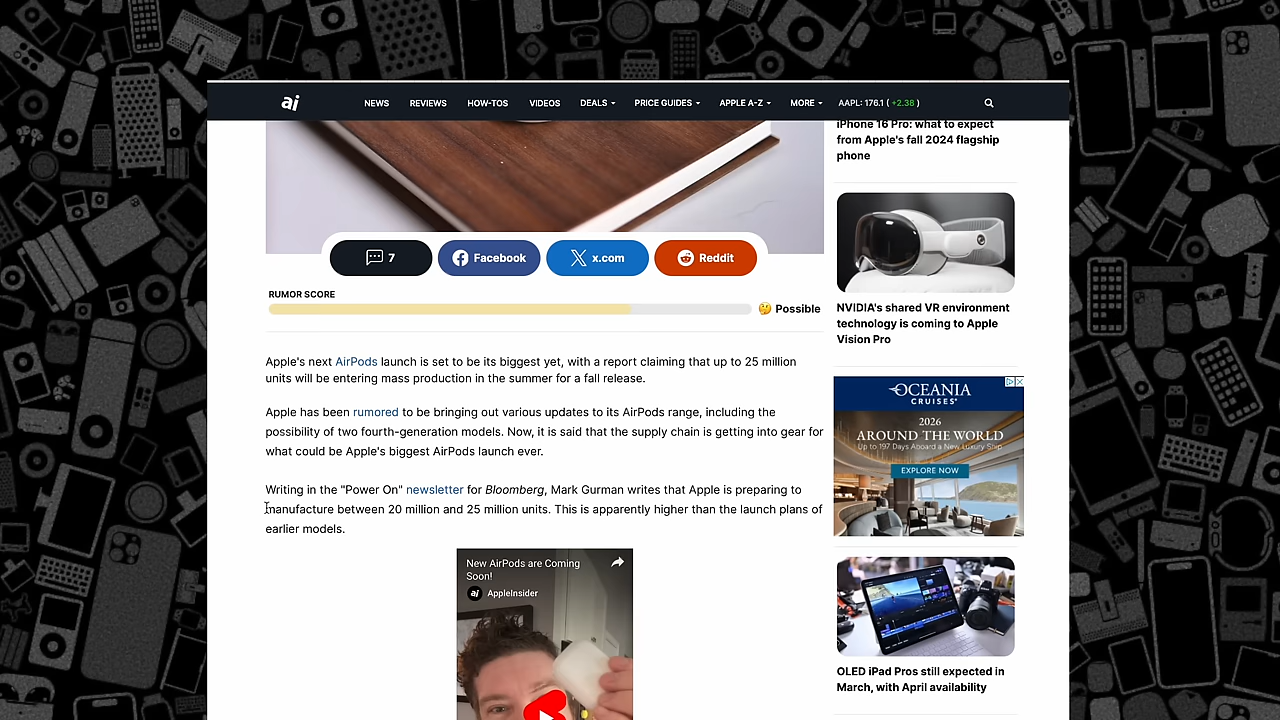 ai
NEWS
REVIEWS
HOW-TOS
VIDEOS
DEALS
PRICE GUIDES
APPLE A-Z
MORE
AAPL: 176.1 ( +2.38 )
7
Facebook
x.com
Reddit
RUMOR SCORE
🤔 Possible
Apple's next AirPods launch is set to be its biggest yet, with a report claiming that up to 25 million
units will be entering mass production in the summer for a fall release.
Apple has been rumored to be bringing out various updates to its AirPods range, including the
possibility of two fourth-generation models. Now, it is said that the supply chain is getting into gear for
what could be Apple's biggest AirPods launch ever.
Writing in the "Power On" newsletter for Bloomberg, Mark Gurman writes that Apple is preparing to
manufacture between 20 million and 25 million units. This is apparently higher than the launch plans of
earlier models.
New AirPods are Coming
Soon!
ai AppleInsider
iPhone 16 Pro: what to expect
from Apple's fall 2024 flagship
phone
NVIDIA's shared VR environment
technology is coming to Apple
Vision Pro
OCEANIA
CRUISES®
2026
AROUND THE WORLD
Up to 197 Days Aboard a New Luxury Ship
EXPLORE NOW
OLED iPad Pros still expected in
March, with April availability